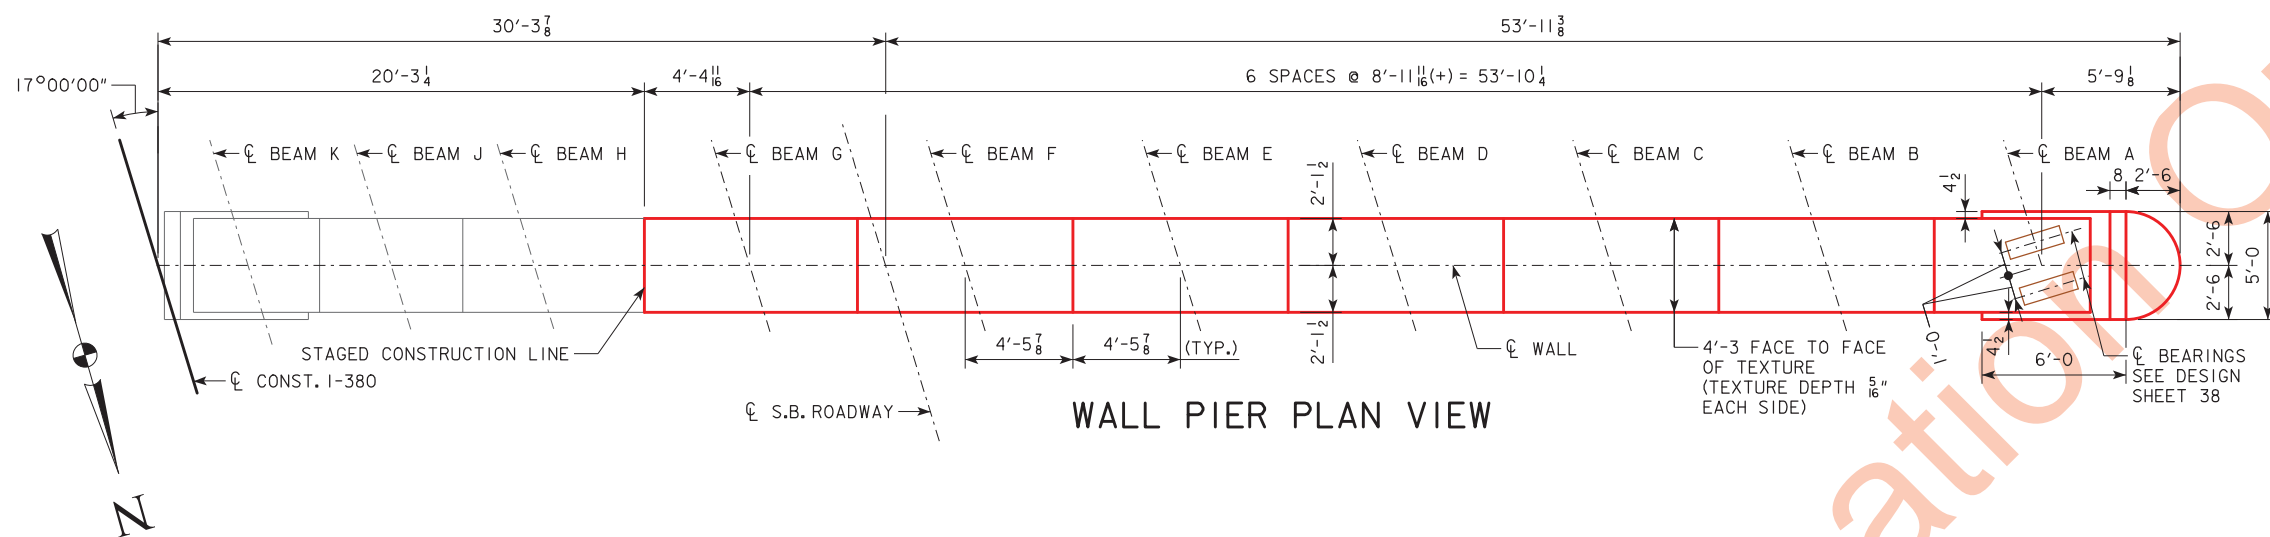 30'-3 7/8
53'-11 3/8
17°00'00"
20'-3 1/4
4'-4 11/16
6 SPACES @ 8'-11 11/16(+) = 53'-10 1/4
5'-9 1/8
℄ BEAM K
℄ BEAM J
℄ BEAM H
℄ BEAM G
℄ BEAM F
℄ BEAM E
℄ BEAM D
℄ BEAM C
℄ BEAM B
℄ BEAM A
2'-1 1/2
4 1/2
8
2'-6
2'-6
2'-6
5'-0
STAGED CONSTRUCTION LINE
4'-5 7/8
4'-5 7/8
(TYP.)
2'-1 1/2
℄ WALL
4'-3 FACE TO FACE
OF TEXTURE
(TEXTURE DEPTH 5/16"
EACH SIDE)
1'-0
4 1/2
6'-0
℄ BEARINGS
SEE DESIGN
SHEET 38
℄ CONST. I-380
℄ S.B. ROADWAY
WALL PIER PLAN VIEW
N
ation